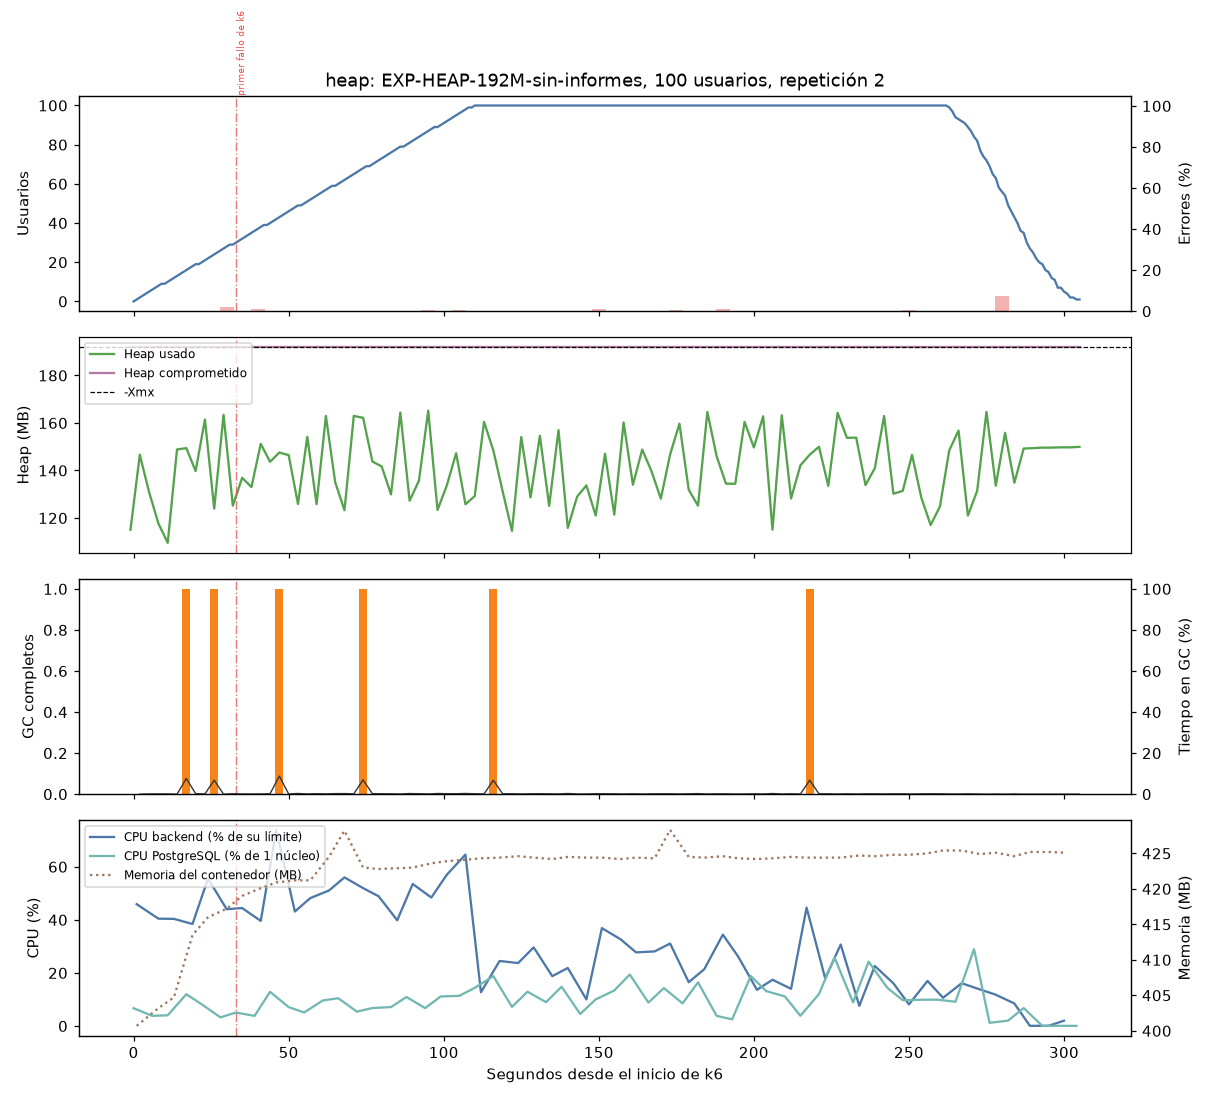 primer fallo de k6
heap: EXP-HEAP-192M-sin-informes, 100 usuarios, repetición 2
Usuarios
100
80
60
40
20
0
Errores (%)
100
80
60
40
20
0
Heap (MB)
180
160
140
120
Heap usado
Heap comprometido
-Xmx
GC completos
1.0
0.8
0.6
0.4
0.2
0.0
Tiempo en GC (%)
100
80
60
40
20
0
CPU (%)
60
40
20
0
CPU backend (% de su límite)
CPU PostgreSQL (% de 1 núcleo)
Memoria del contenedor (MB)
Memoria (MB)
425
420
415
410
405
400
0 50 100 150 200 250 300
Segundos desde el inicio de k6